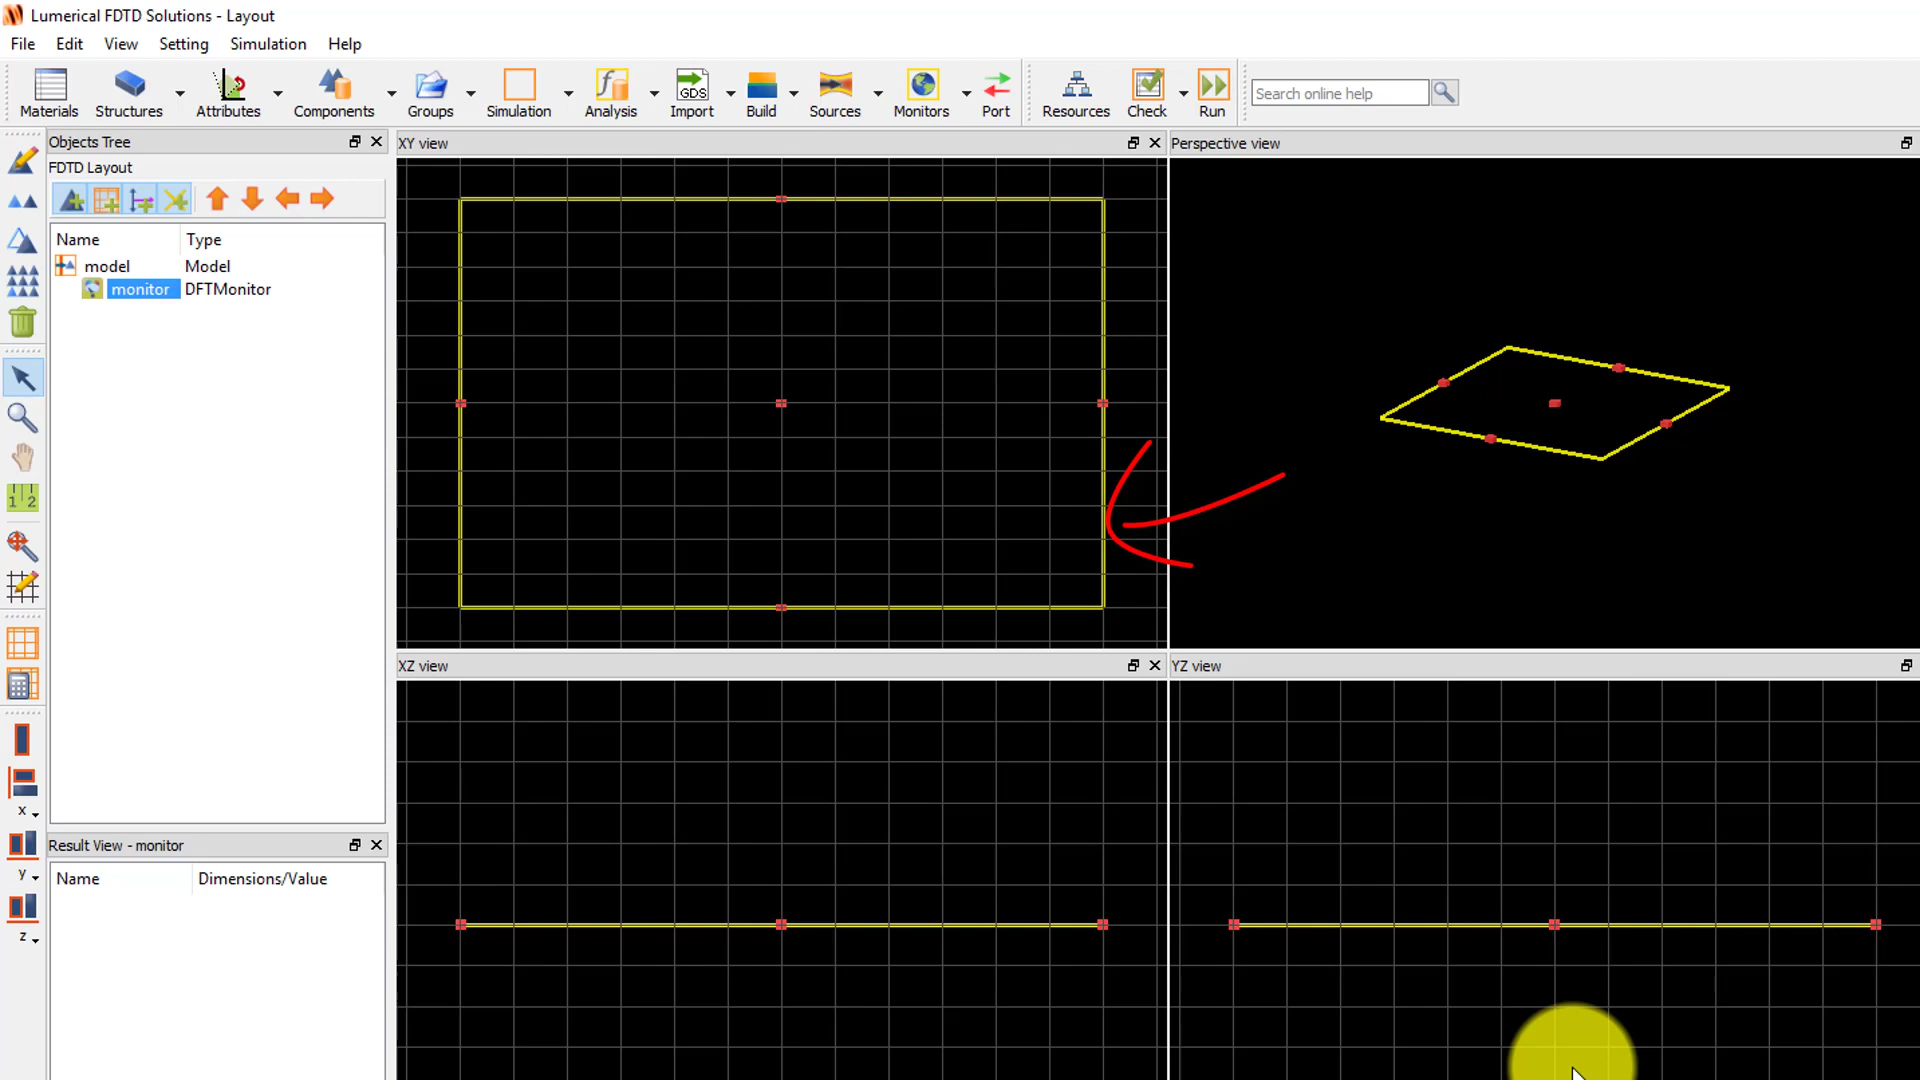 Lumerical FDTD Solutions - Layout
File Edit View Setting Simulation Help
Materials Structures Attributes Components Groups Simulation Analysis GDS Import Build Sources Monitors Port Resources Check Run Search online help
Objects Tree
FDTD Layout
Name Type
model Model
monitor DFTMonitor
XY view
Perspective view
XZ view
YZ view
1 2
x
y
z
Result View - monitor
Name Dimensions/Value